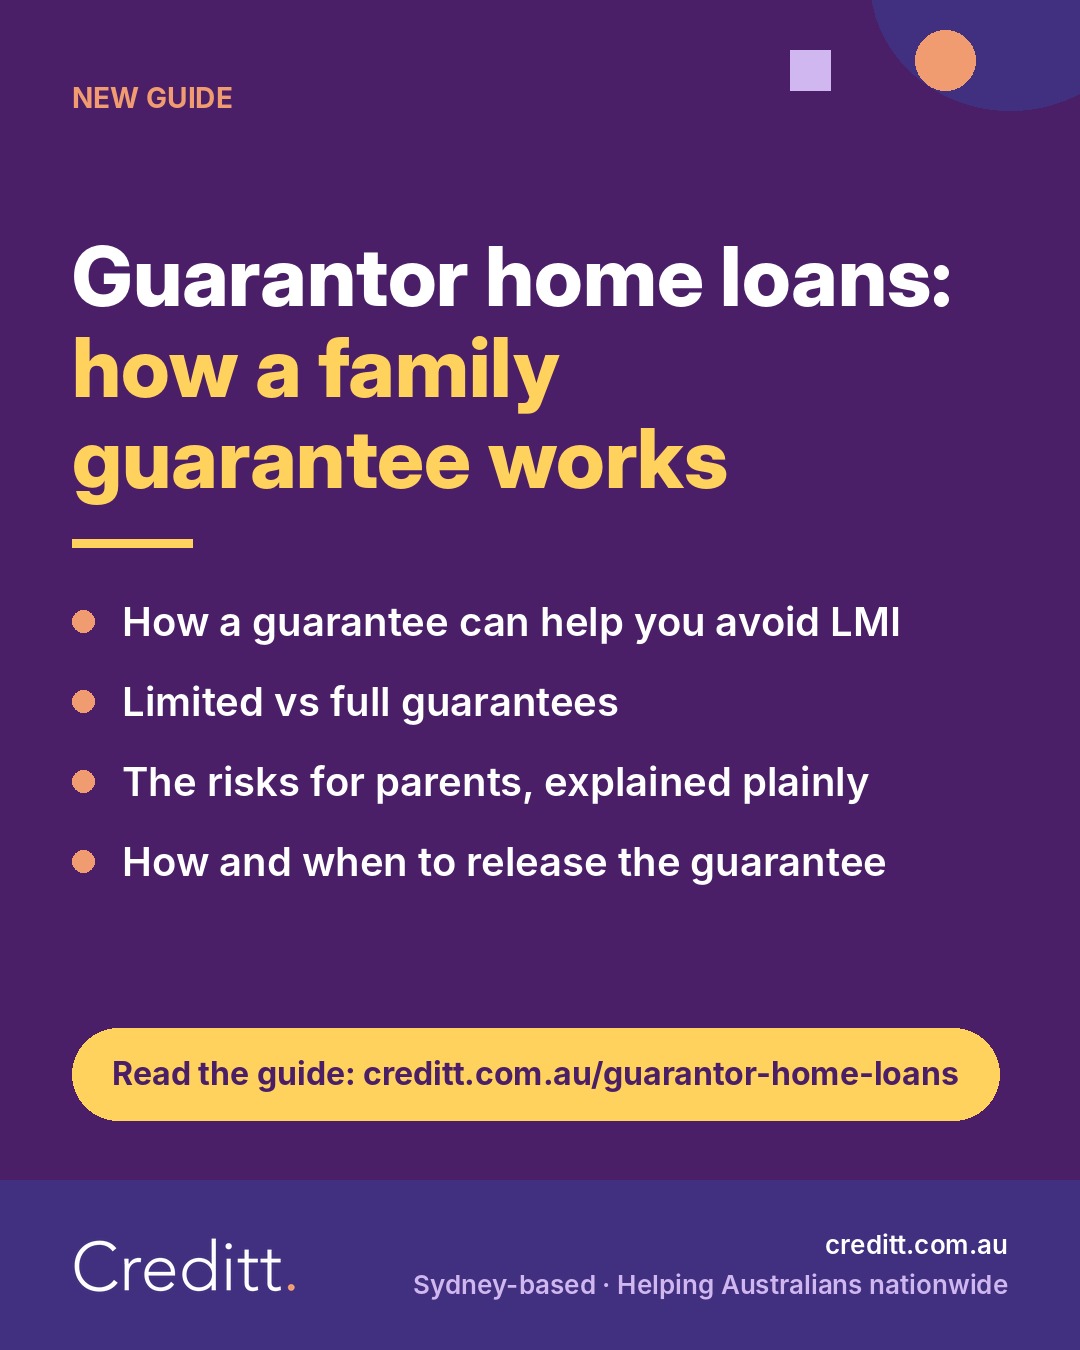 NEW GUIDE
Guarantor home loans:
how a family
guarantee works
How a guarantee can help you avoid LMI
Limited vs full guarantees
The risks for parents, explained plainly
How and when to release the guarantee
Read the guide: creditt.com.au/guarantor-home-loans
Creditt.
creditt.com.au
Sydney-based · Helping Australians nationwide